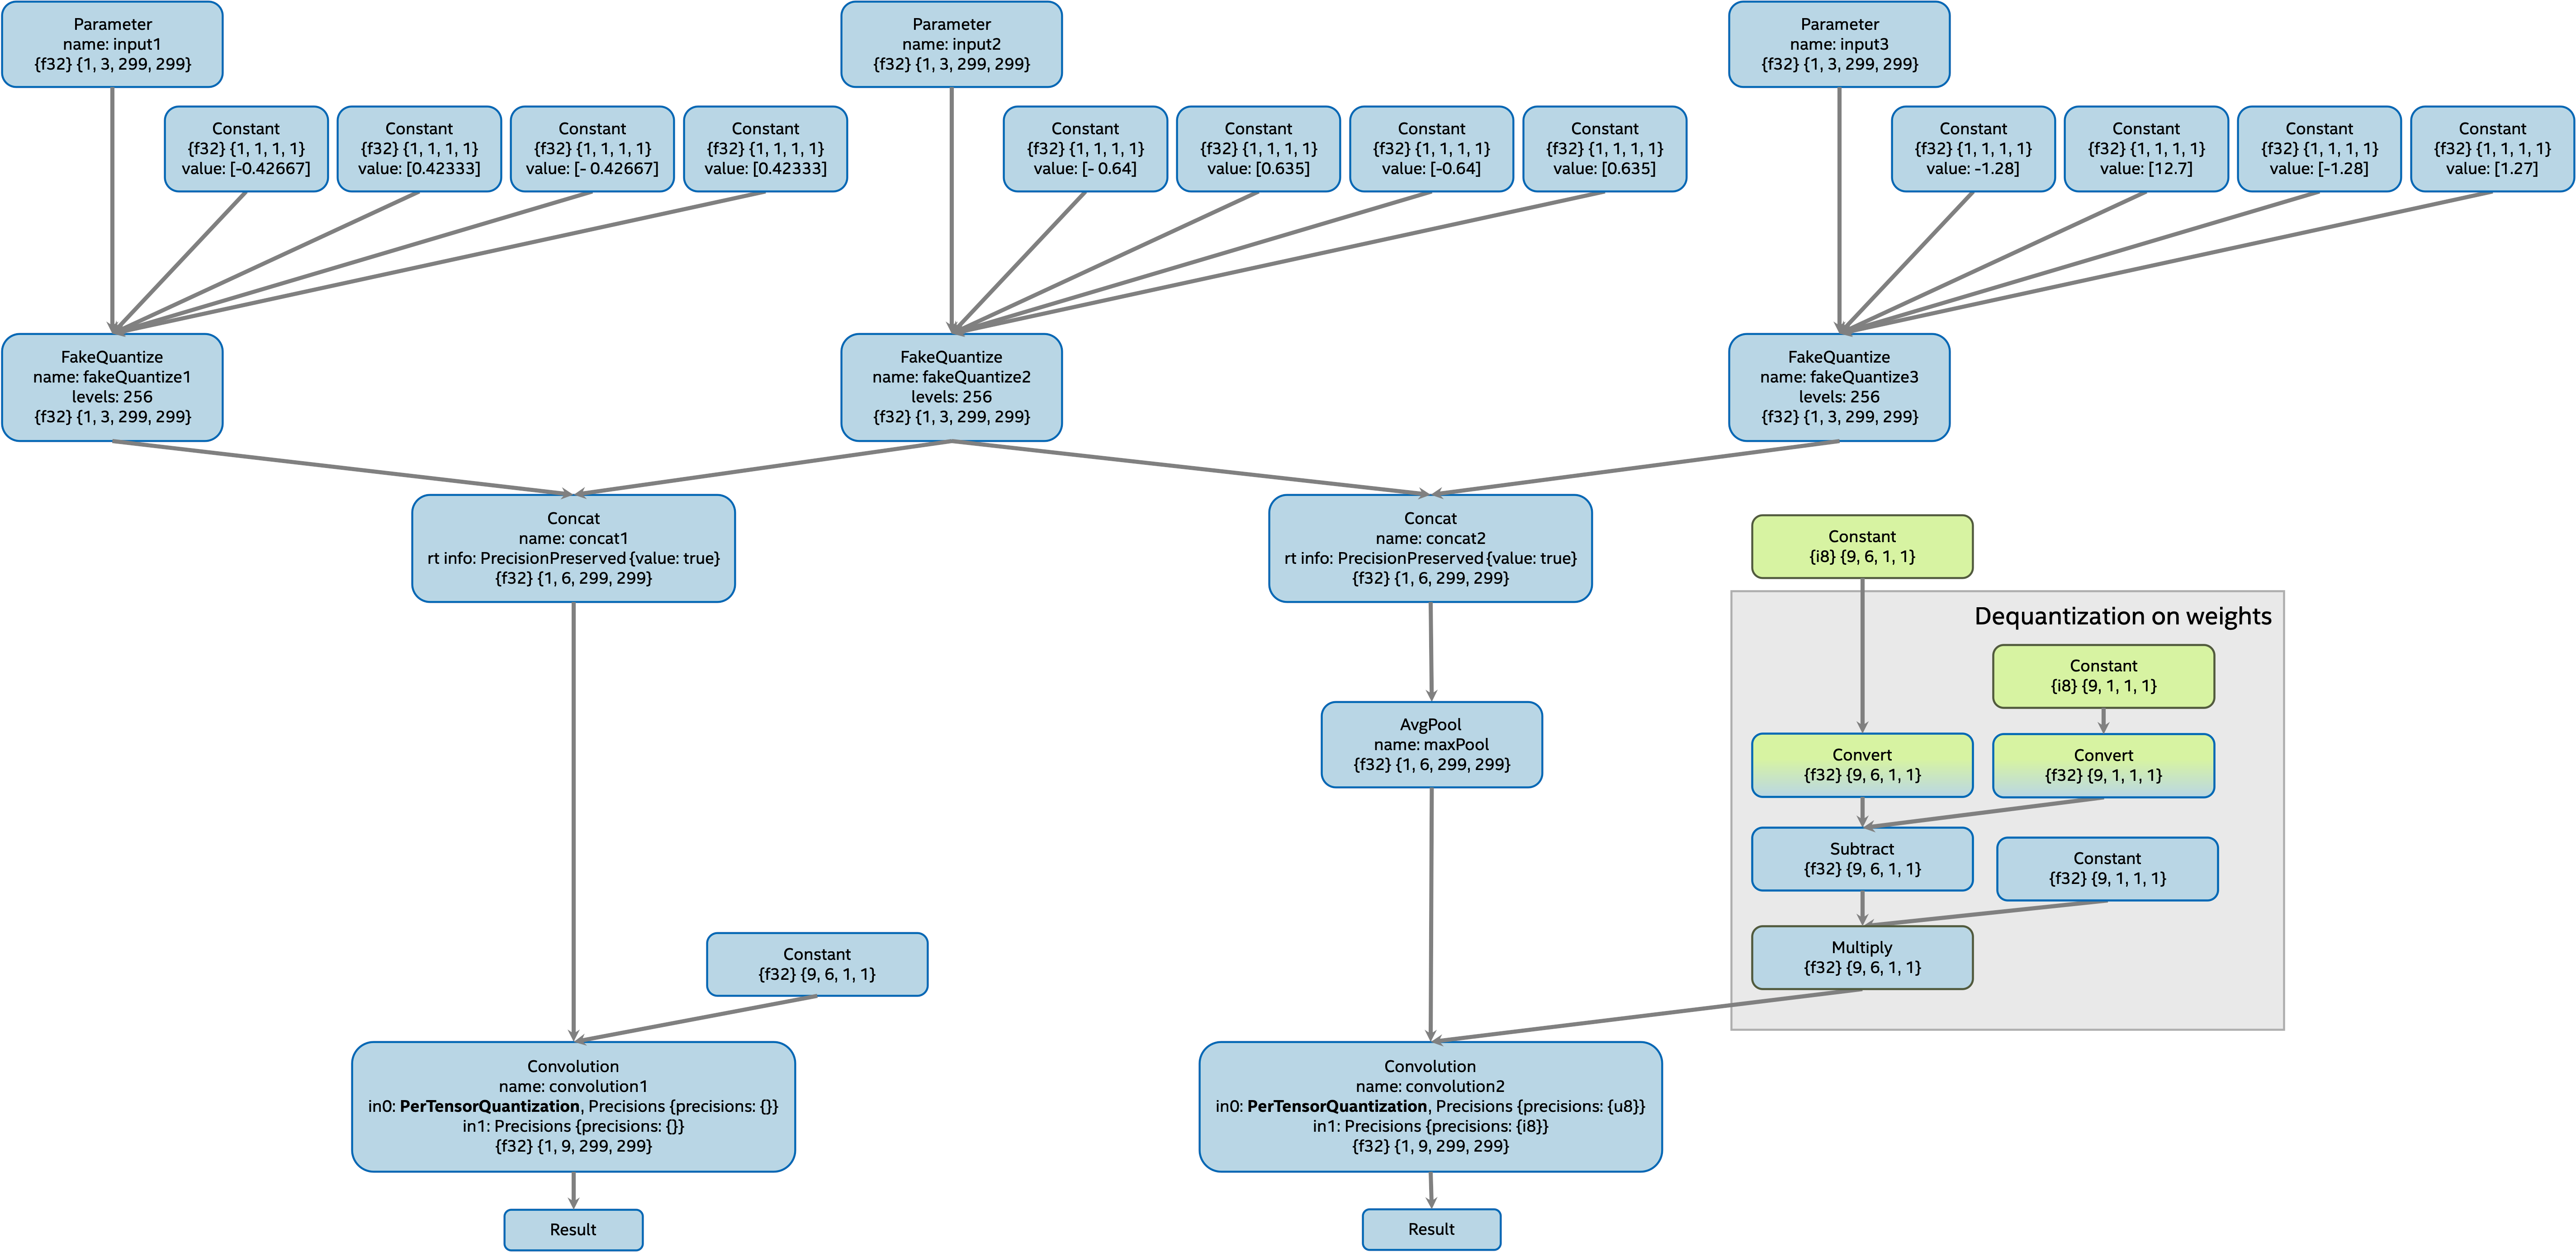 Parameter
name: input1
{f32} {1, 3, 299, 299}
Parameter
name: input2
{f32} {1, 3, 299, 299}
Parameter
name: input3
{f32} {1, 3, 299, 299}
Constant
{f32} {1, 1, 1, 1}
value: [-0.42667]
Constant
{f32} {1, 1, 1, 1}
value: [0.42333]
Constant
{f32} {1, 1, 1, 1}
value: [- 0.42667]
Constant
{f32} {1, 1, 1, 1}
value: [0.42333]
Constant
{f32} {1, 1, 1, 1}
value: [- 0.64]
Constant
{f32} {1, 1, 1, 1}
value: [0.635]
Constant
{f32} {1, 1, 1, 1}
value: [-0.64]
Constant
{f32} {1, 1, 1, 1}
value: [0.635]
Constant
{f32} {1, 1, 1, 1}
value: -1.28]
Constant
{f32} {1, 1, 1, 1}
value: [12.7]
Constant
{f32} {1, 1, 1, 1}
value: [-1.28]
Constant
{f32} {1, 1, 1, 1}
value: [1.27]
FakeQuantize
name: fakeQuantize1
levels: 256
{f32} {1, 3, 299, 299}
FakeQuantize
name: fakeQuantize2
levels: 256
{f32} {1, 3, 299, 299}
FakeQuantize
name: fakeQuantize3
levels: 256
{f32} {1, 3, 299, 299}
Concat
name: concat1
rt info: PrecisionPreserved {value: true}
{f32} {1, 6, 299, 299}
Concat
name: concat2
rt info: PrecisionPreserved {value: true}
{f32} {1, 6, 299, 299}
Constant
{i8} {9, 6, 1, 1}
Dequantization on weights
Constant
{i8} {9, 1, 1, 1}
AvgPool
name: maxPool
{f32} {1, 6, 299, 299}
Convert
{f32} {9, 6, 1, 1}
Convert
{f32} {9, 1, 1, 1}
Subtract
{f32} {9, 6, 1, 1}
Constant
{f32} {9, 1, 1, 1}
Multiply
{f32} {9, 6, 1, 1}
Constant
{f32} {9, 6, 1, 1}
Convolution
name: convolution1
in0: PerTensorQuantization, Precisions {precisions: {}}
in1: Precisions {precisions: {}}
{f32} {1, 9, 299, 299}
Convolution
name: convolution2
in0: PerTensorQuantization, Precisions {precisions: {u8}}
in1: Precisions {precisions: {i8}}
{f32} {1, 9, 299, 299}
Result
Result